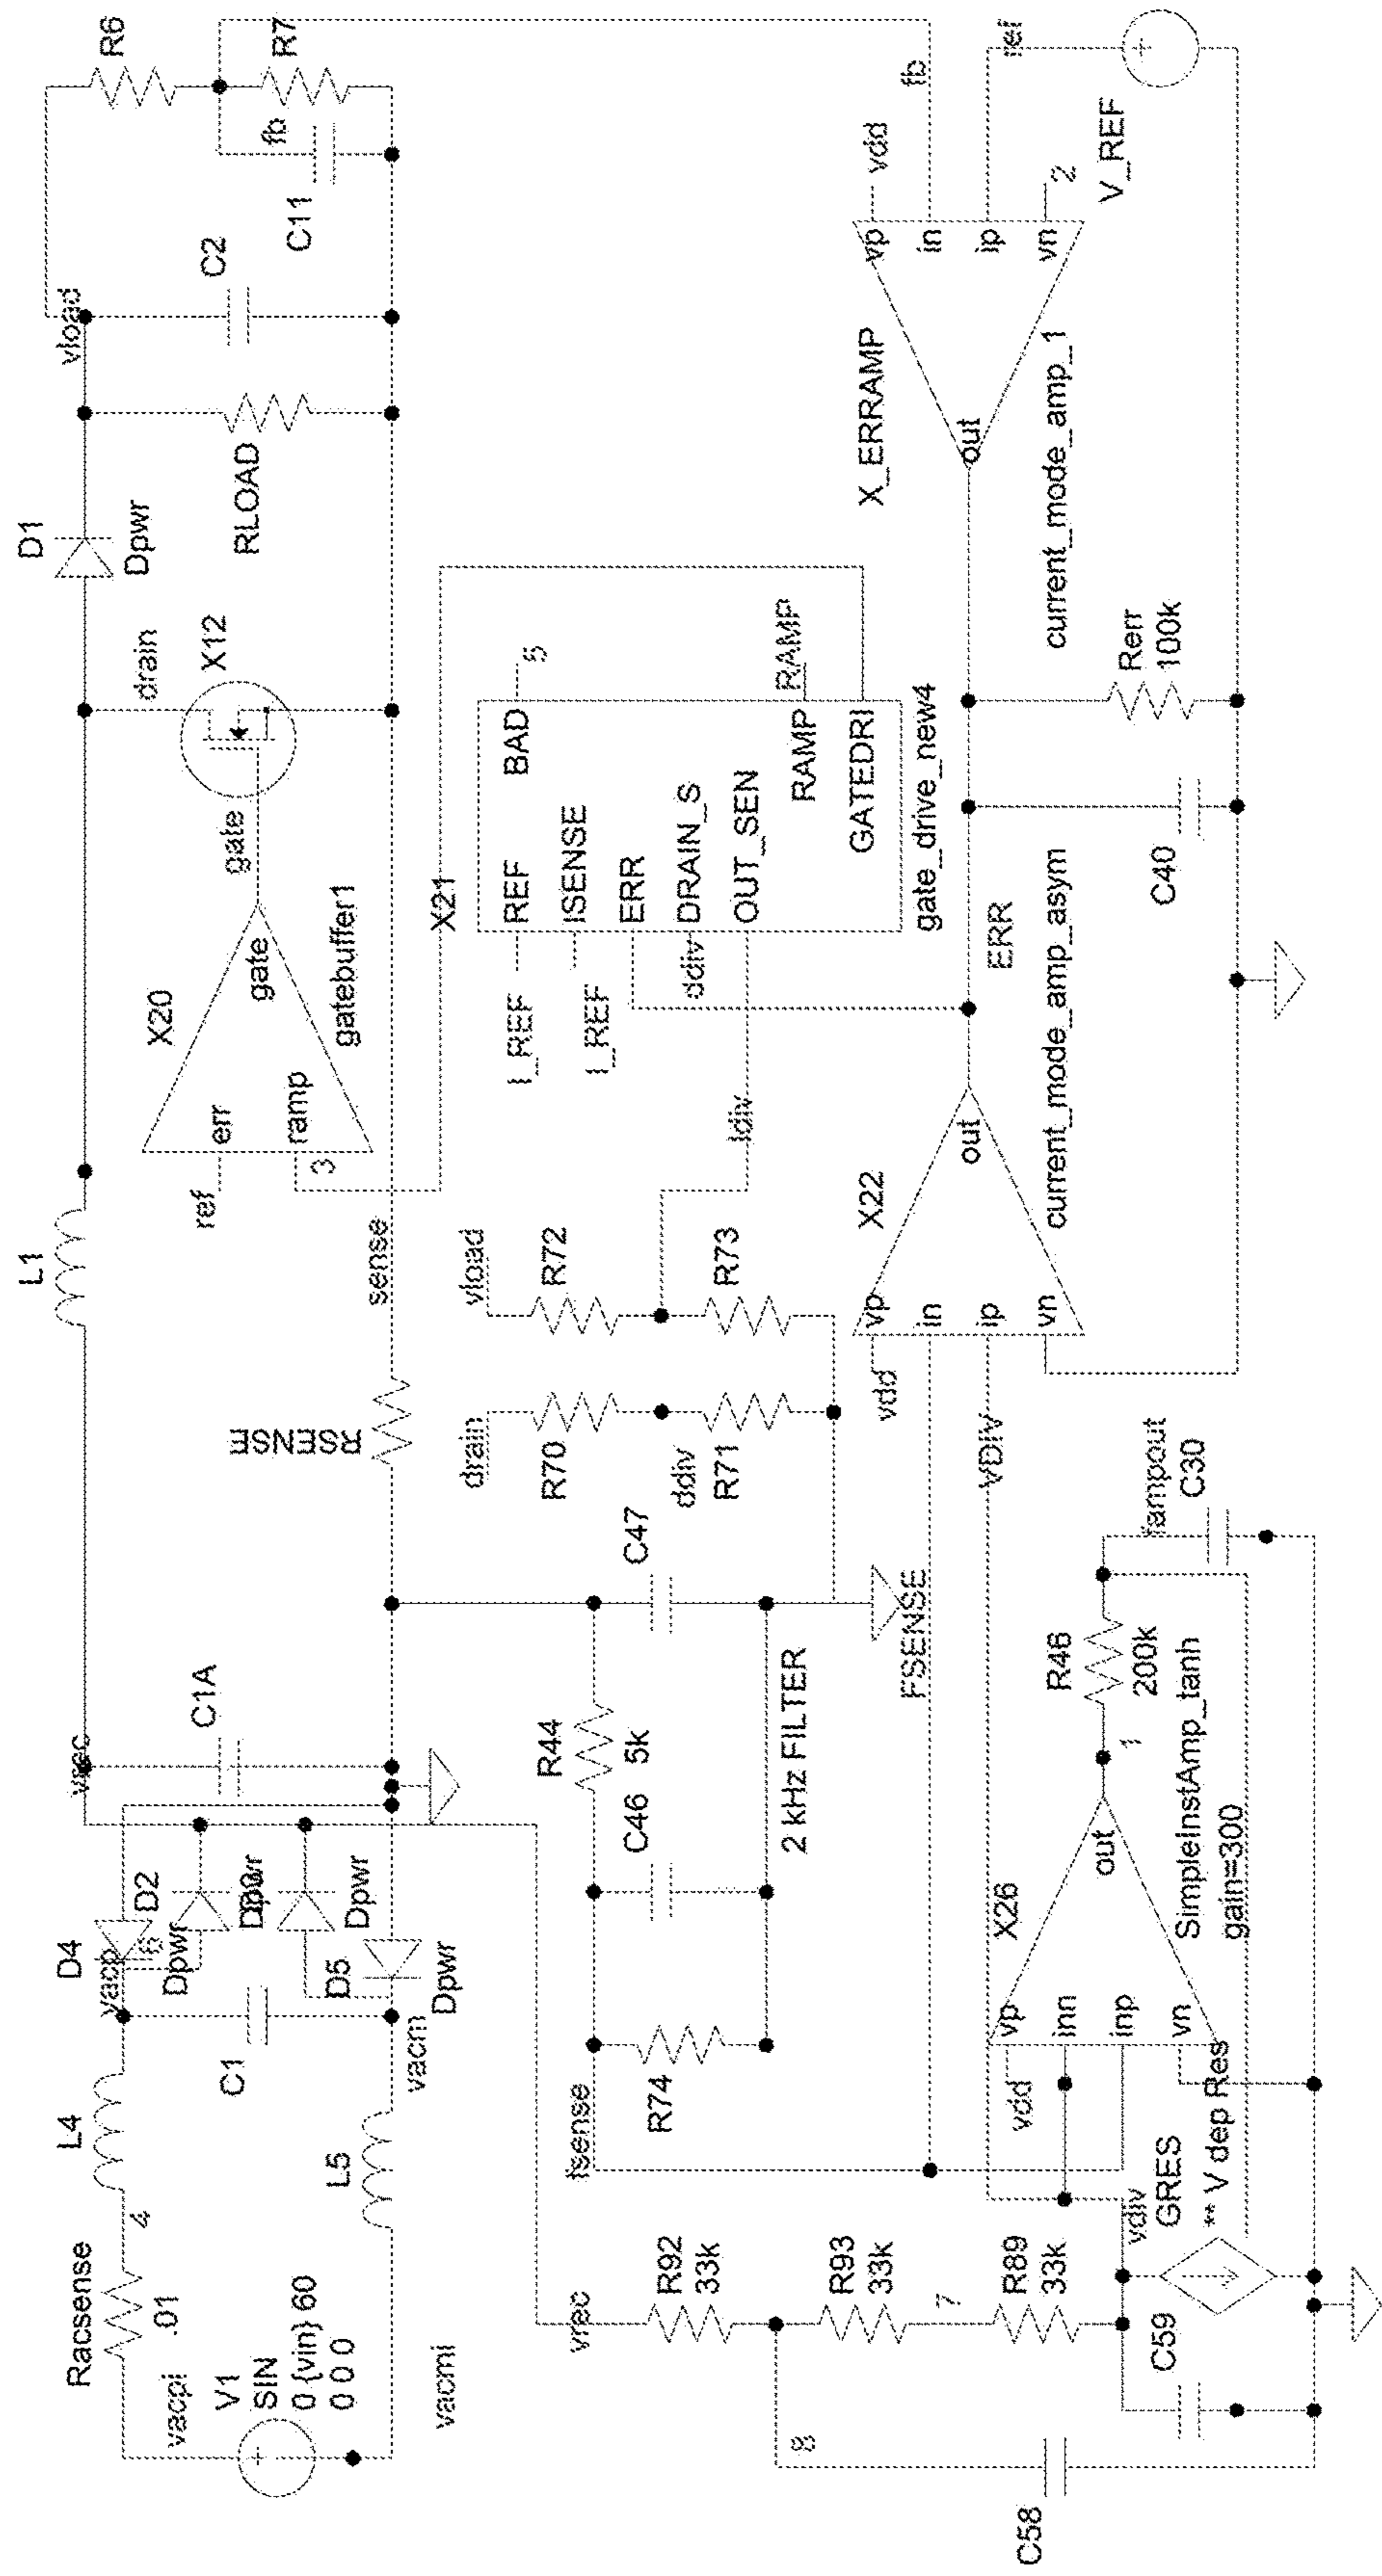 Racsense
.01
4
L4
vacpi
V1
SIN
0 {vin} 60
0 0 0
vacmi
L5
vacm
C1
vacp
D4
D2
6
Dpwr
Dpwr
D5
Dpwr
vrec
C1A
L1
RSENSE
sense
X20
ref
err
ramp
3
gate
gatebuffer1
gate
drain
X12
D1
Dpwr
RLOAD
vload
C2
C11
fb
R6
R7
fsense
R74
C46
R44
5k
C47
2 kHz FILTER
drain
R70
ddiv
R71
vload
R72
R73
ldiv
I_REF
I_REF
X21
REF
ISENSE
ERR
DRAIN_S
OUT_SEN
BAD
RAMP
GATEDRI
ddiv
5
RAMP
gate_drive_new4
FSENSE
VDIV
vdd
X22
vp
in
ip
vn
out
current_mode_amp_asym
ERR
C40
Rerr
100k
X_ERRAMP
out
vp
in
ip
vn
vdd
fb
ref
2
V_REF
current_mode_amp_1
vrec
R92
33k
R93
33k
7
R89
33k
8
C58
C59
vdiv
GRES
** V dep Res
vdd
X26
vp
inn
inp
vn
out
SimpleInstAmp_tanh
gain=300
1
R46
200k
fampout
C30